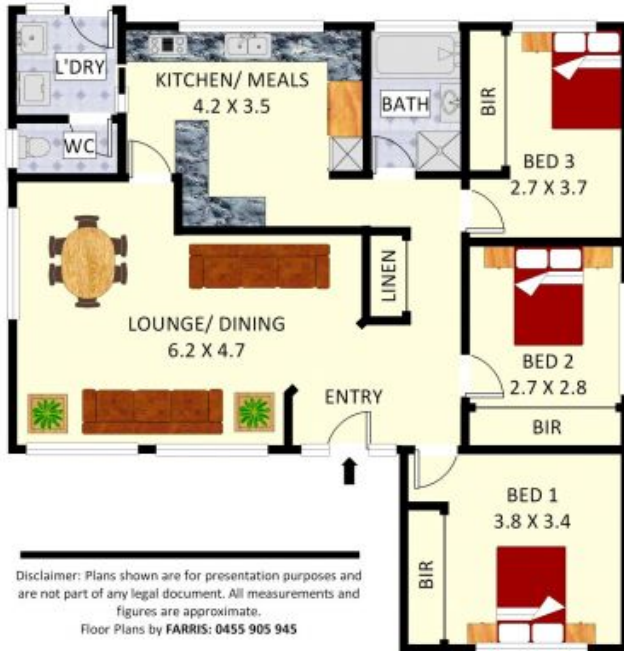 L'DRY
KITCHEN/ MEALS
4.2 X 3.5
BATH
BIR
WC
BED 3
2.7 X 3.7
LINEN
LOUNGE/ DINING
6.2 X 4.7
BED 2
2.7 X 2.8
BIR
ENTRY
BED 1
3.8 X 3.4
BIR
Disclaimer: Plans shown are for presentation purposes and
are not part of any legal document. All measurements and
figures are approximate.
Floor Plans by FARRIS: 0455 905 945